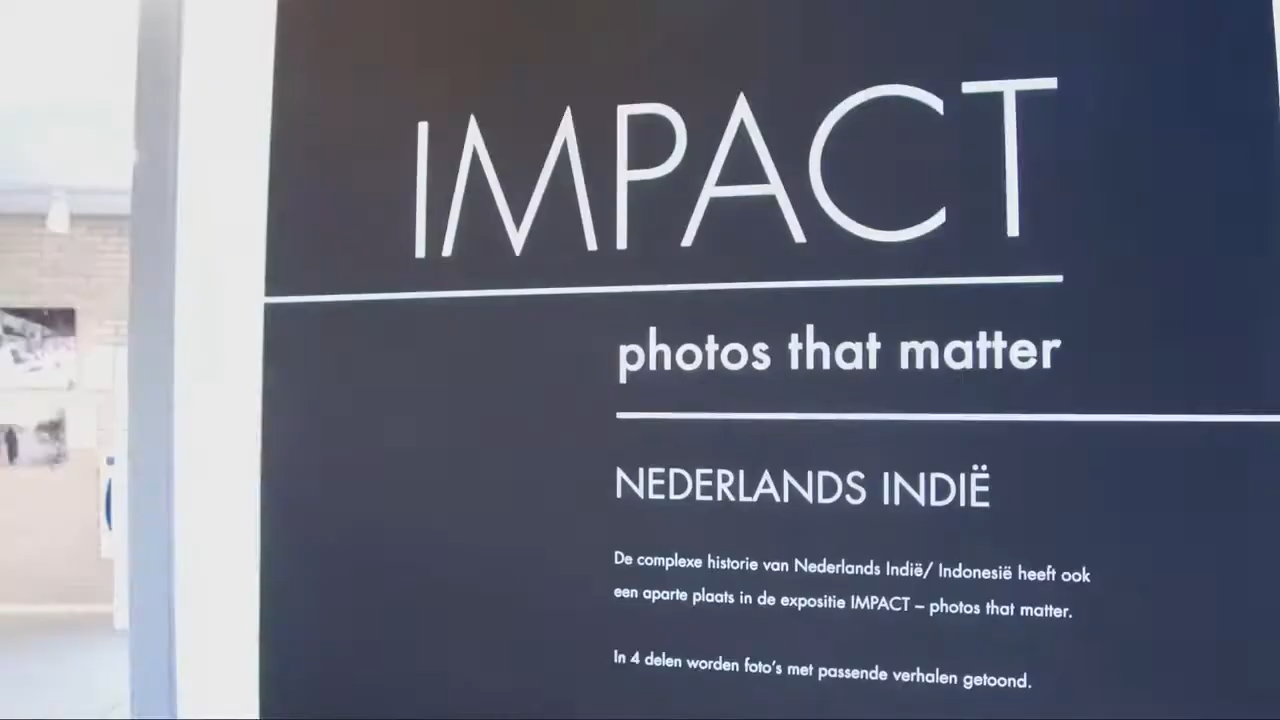 IMPACT
photos that matter
NEDERLANDS INDIË
De complexe historie van Nederlands Indië/ Indonesië heeft ook
een aparte plaats in de expositie IMPACT – photos that matter.
In 4 delen worden foto's met passende verhalen getoond.